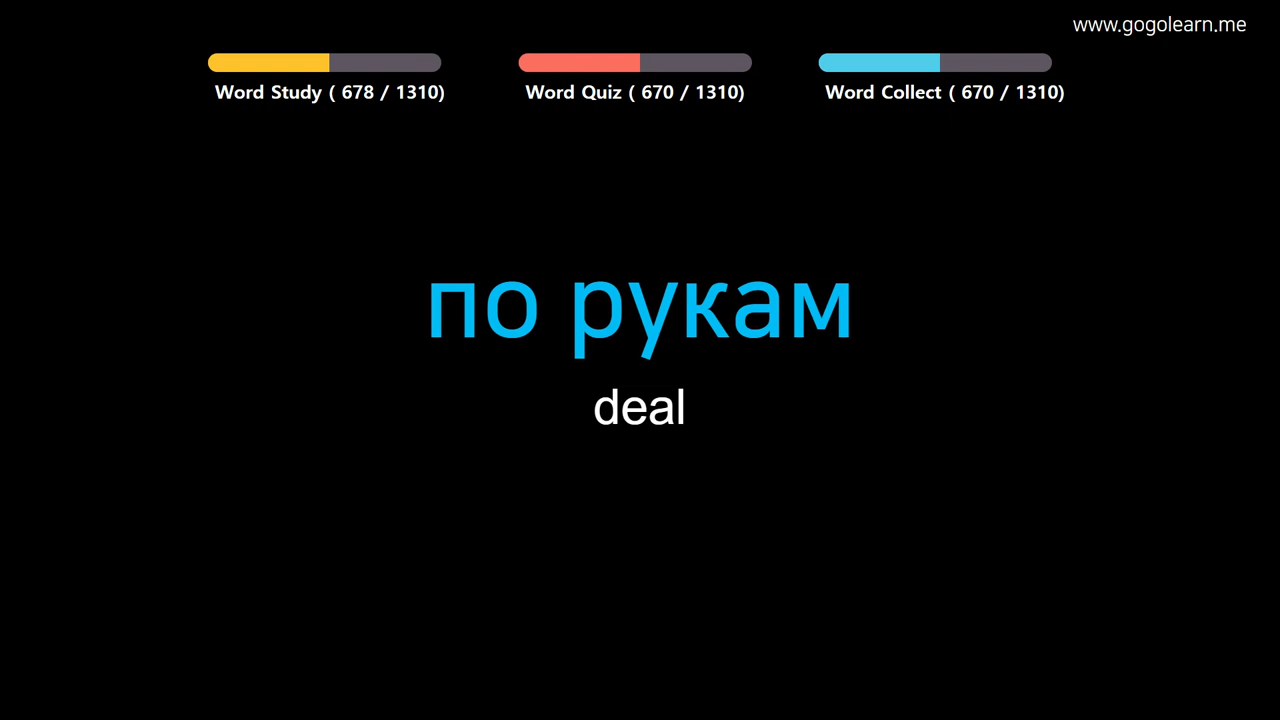 www.gogolearn.me
Word Study ( 678 / 1310)
Word Quiz ( 670 / 1310)
Word Collect ( 670 / 1310)
по рукам
deal